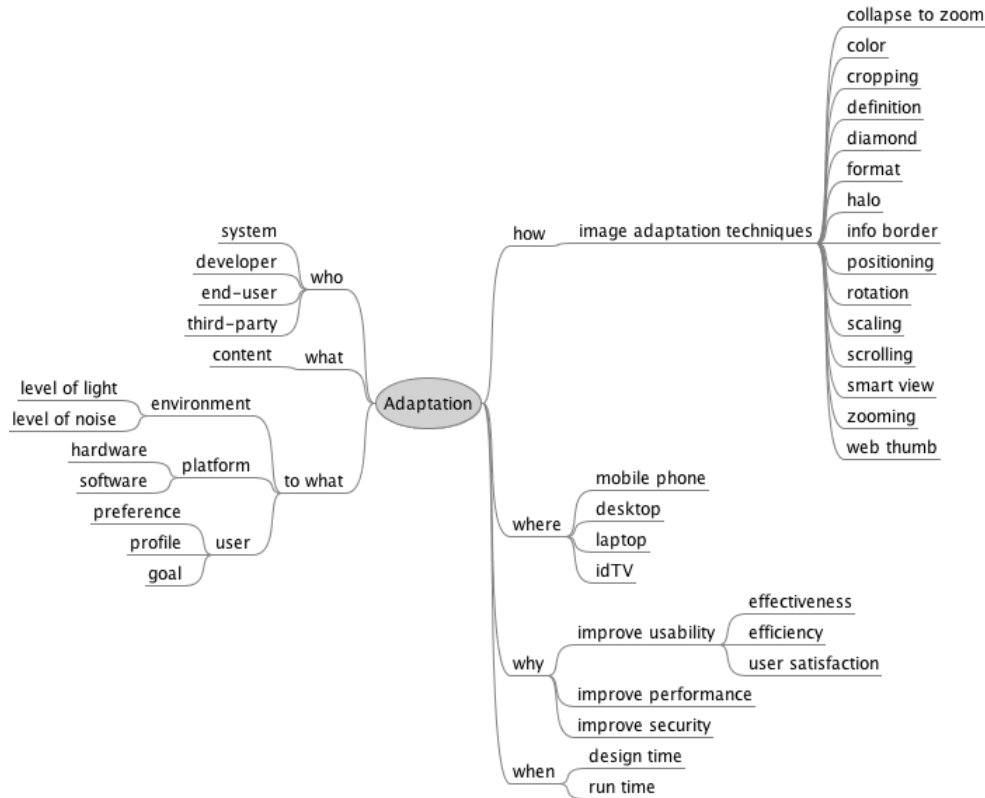 Adaptation
who
system
developer
end-user
third-party
what
content
to what
environment
level of light
level of noise
platform
hardware
software
user
preference
profile
goal
how
image adaptation techniques
collapse to zoom
color
cropping
definition
diamond
format
halo
info border
positioning
rotation
scaling
scrolling
smart view
zooming
web thumb
where
mobile phone
desktop
laptop
idTV
why
improve usability
effectiveness
efficiency
user satisfaction
improve performance
improve security
when
design time
run time